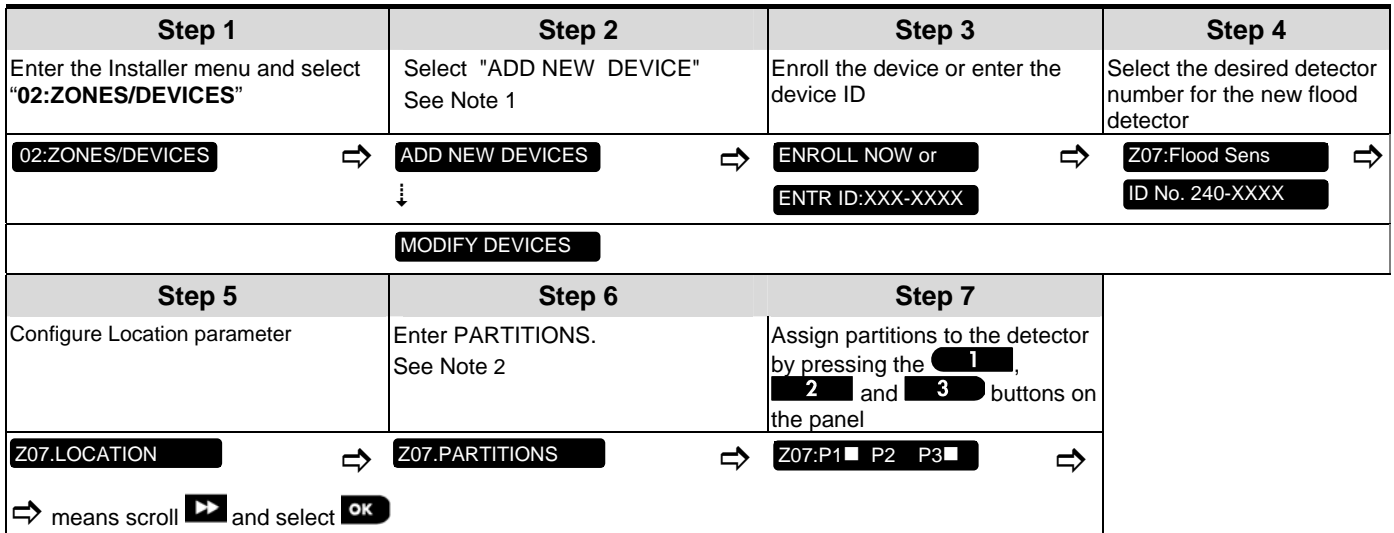 Step 1 Step 2 Step 3 Step 4
Enter the Installer menu and select
“02:ZONES/DEVICES”
Select "ADD NEW DEVICE"
See Note 1
Enroll the device or enter the
device ID
Select the desired detector
number for the new flood
detector
02:ZONES/DEVICES
ADD NEW DEVICES
ENROLL NOW or
ENTR ID:XXX-XXXX
Z07:Flood Sens
ID No. 240-XXXX
MODIFY DEVICES
Step 5 Step 6 Step 7
Configure Location parameter
Enter PARTITIONS.
See Note 2
Assign partitions to the detector
by pressing the 1,
2 and 3 buttons on
the panel
Z07.LOCATION
Z07.PARTITIONS
Z07:P1■ P2 P3■
⇨ means scroll and select OK